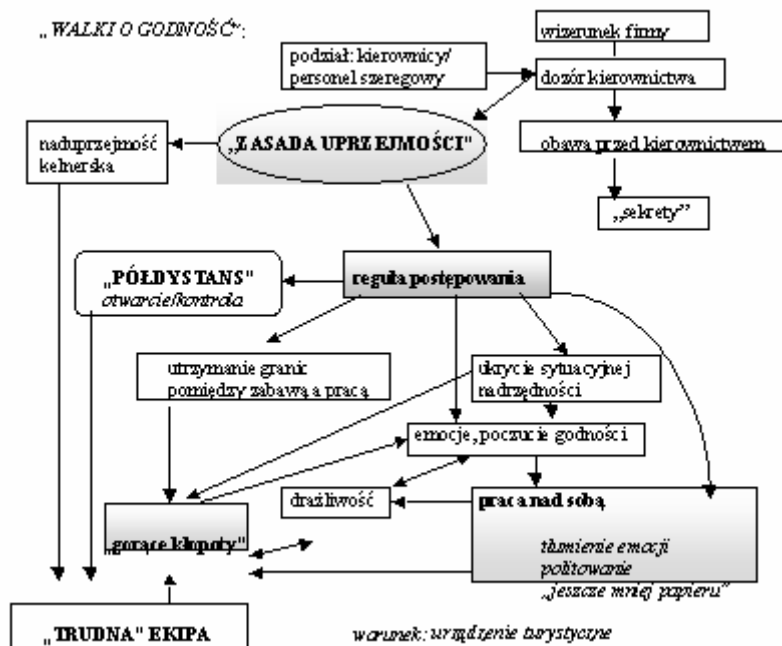 „WALKI O GODNOŚĆ”:
wizerunek firmy
podział: kierownicy/
personel szeregowy
dozór kierownictwa
naduprzejmość
kelnerska
„ZASADA UPRZEJMOŚCI”
obawa przed kierownictwem
„sekrety”
„PÓŁDYSTANS”
otwarcie/kontrola
reguła postępowania
utrzymanie granic
pomiędzy zabawą a pracą
ukrycie sytuacyjnej
nadrzędności
emocje, poczucie godności
drażliwość
praca nad sobą
„gorące kłopoty”
tłumienie emocji
politowanie
„jeszcze mniej papieru”
„TRUDNA” EKIPA
warunek: urządzenie turystyczne